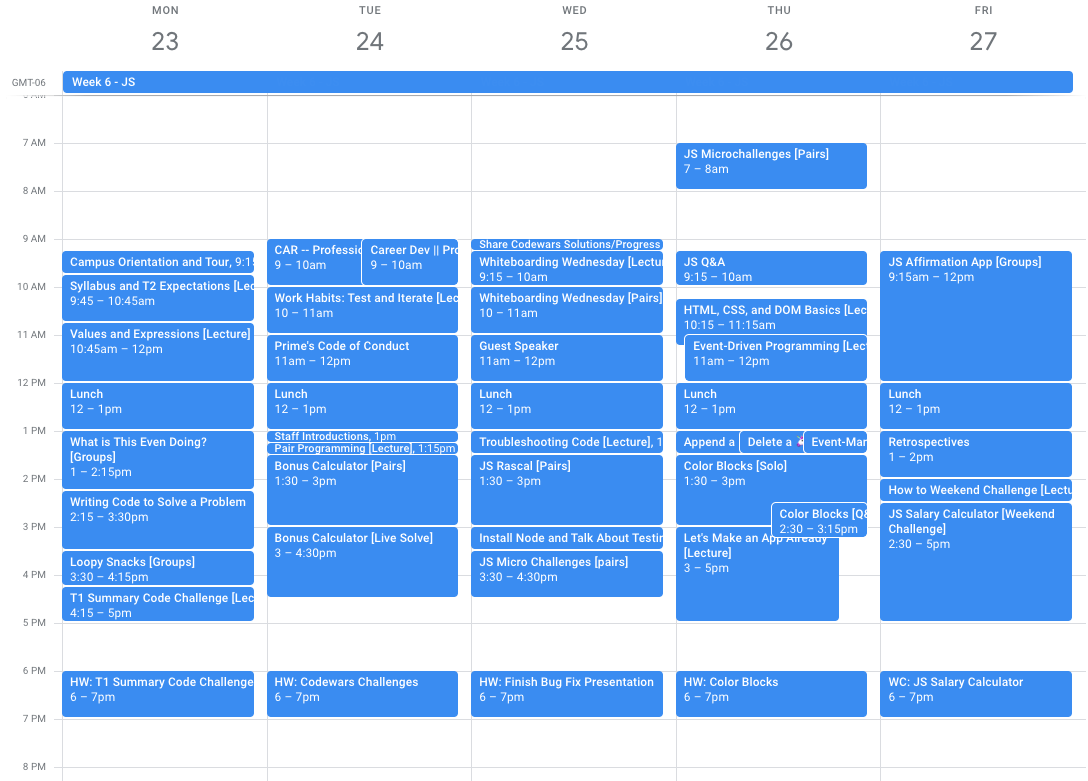 MON
TUE
WED
THU
FRI
23
24
25
26
27
GMT-06
Week 6 - JS
7 AM
8 AM
9 AM
10 AM
11 AM
12 PM
1 PM
2 PM
3 PM
4 PM
5 PM
6 PM
7 PM
8 PM
Campus Orientation and Tour, 9:15
Syllabus and T2 Expectations [Lec
9:45 – 10:45am
Values and Expressions [Lecture]
10:45am – 12pm
Lunch
12 – 1pm
What is This Even Doing?
[Groups]
1 – 2:15pm
Writing Code to Solve a Problem
2:15 – 3:30pm
Loopy Snacks [Groups]
3:30 – 4:15pm
T1 Summary Code Challenge [Lec
4:15 – 5pm
HW: T1 Summary Code Challenge
6 – 7pm
CAR -- Professio
9 – 10am
Career Dev || Pro
9 – 10am
Work Habits: Test and Iterate [Lec
10 – 11am
Prime's Code of Conduct
11am – 12pm
Lunch
12 – 1pm
Staff Introductions, 1pm
Pair Programming [Lecture], 1:15pm
Bonus Calculator [Pairs]
1:30 – 3pm
Bonus Calculator [Live Solve]
3 – 4:30pm
HW: Codewars Challenges
6 – 7pm
Share Codewars Solutions/Progress
Whiteboarding Wednesday [Lectur
9:15 – 10am
Whiteboarding Wednesday [Pairs]
10 – 11am
Guest Speaker
11am – 12pm
Lunch
12 – 1pm
Troubleshooting Code [Lecture], 1
JS Rascal [Pairs]
1:30 – 3pm
Install Node and Talk About Testin
JS Micro Challenges [pairs]
3:30 – 4:30pm
HW: Finish Bug Fix Presentation
6 – 7pm
JS Microchallenges [Pairs]
7 – 8am
JS Q&A
9:15 – 10am
HTML, CSS, and DOM Basics [Lec
10:15 – 11:15am
Event-Driven Programming [Lect
11am – 12pm
Lunch
12 – 1pm
Append a
Delete a
Event-Man
Color Blocks [Solo]
1:30 – 3pm
Color Blocks [Q&
2:30 – 3:15pm
Let's Make an App Already
[Lecture]
3 – 5pm
HW: Color Blocks
6 – 7pm
JS Affirmation App [Groups]
9:15am – 12pm
Lunch
12 – 1pm
Retrospectives
1 – 2pm
How to Weekend Challenge [Lectu
JS Salary Calculator [Weekend
Challenge]
2:30 – 5pm
WC: JS Salary Calculator
6 – 7pm